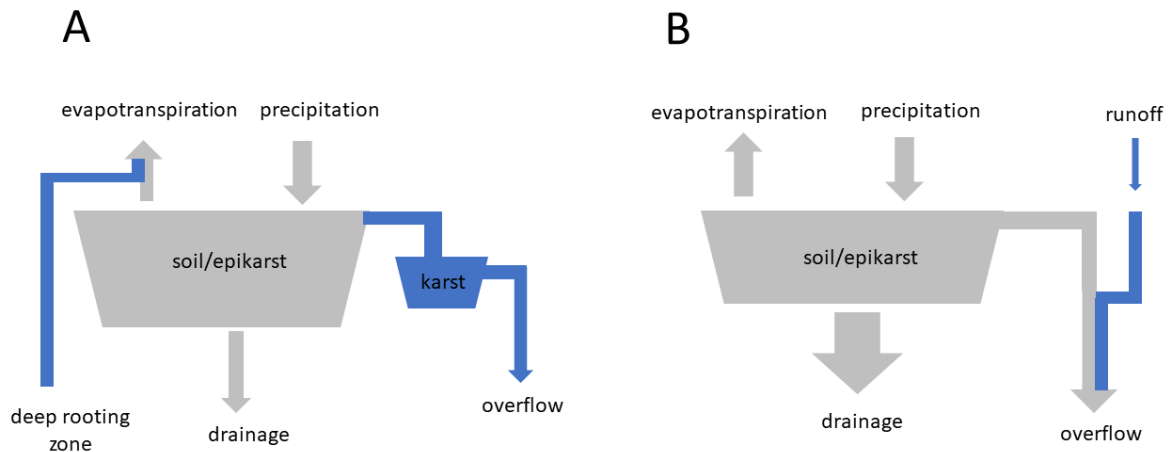 A
evapotranspiration
precipitation
soil/epikarst
karst
overflow
deep rooting
zone
drainage
B
evapotranspiration
precipitation
runoff
soil/epikarst
drainage
overflow